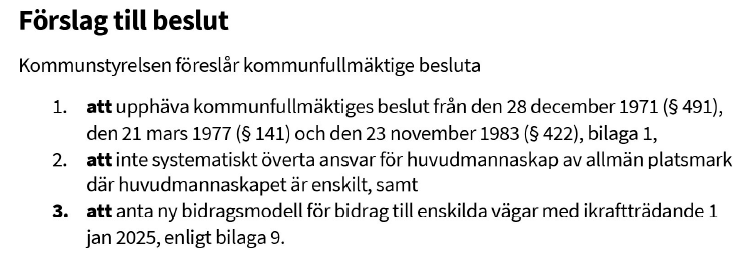 Förslag till beslut
Kommunstyrelsen föreslår kommunfullmäktige besluta
1. att upphäva kommunfullmäktiges beslut från den 28 december 1971 (§ 491),
den 21 mars 1977 (§ 141) och den 23 november 1983 (§ 422), bilaga 1,
2. att inte systematiskt överta ansvar för huvudmannaskap av allmän platsmark
där huvudmannaskapet är enskilt, samt
3. att anta ny bidragsmodell för bidrag till enskilda vägar med ikraftträdande 1
jan 2025, enligt bilaga 9.